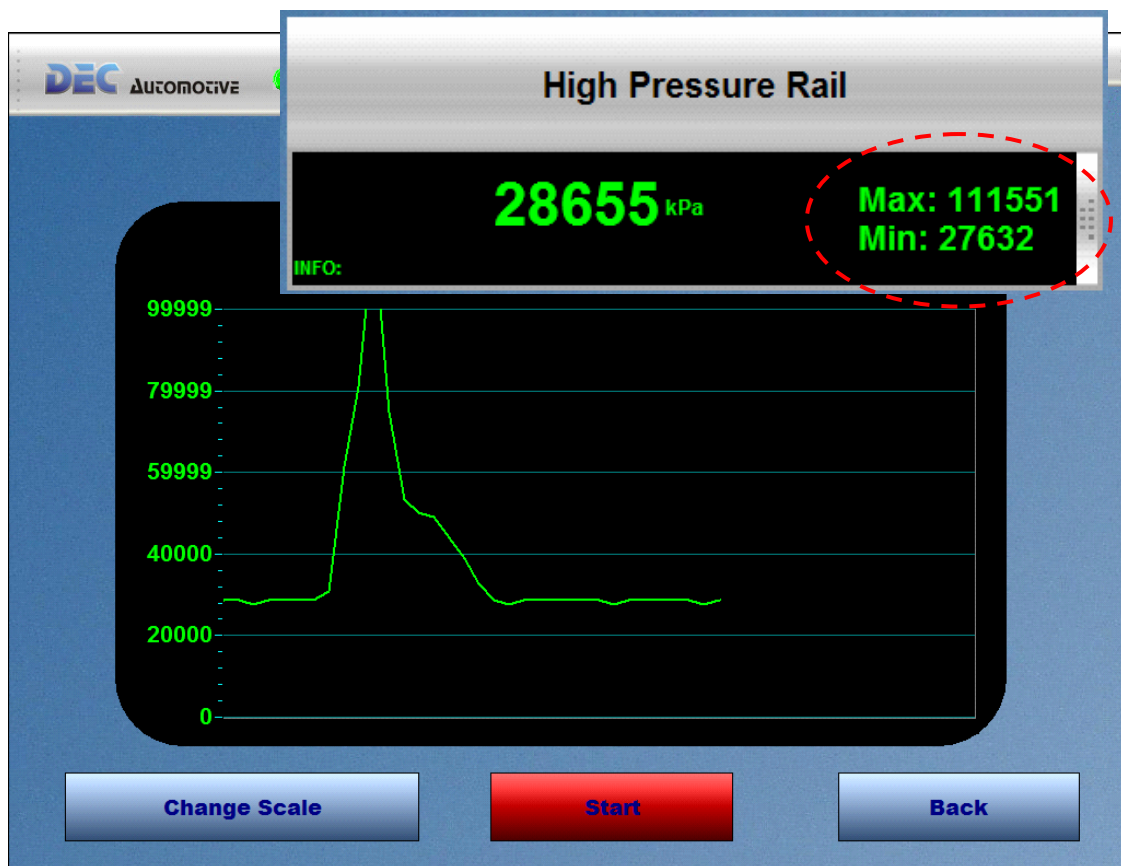 DEC Automotive
High Pressure Rail
28655 kPa
Max: 111551
Min: 27632
INFO:
99999
79999
59999
40000
20000
0
Change Scale
Start
Back